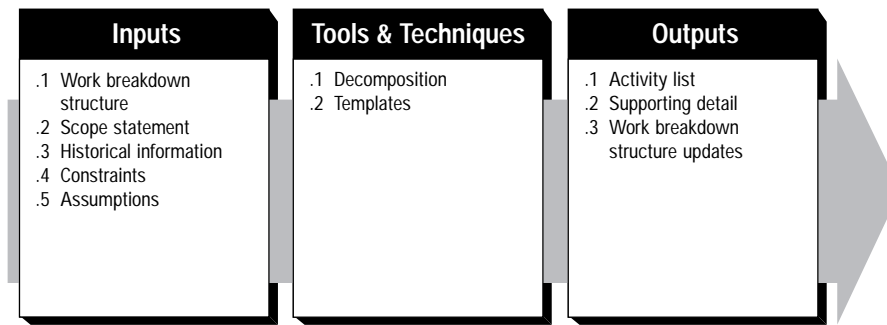 Inputs
.1 Work breakdown
structure
.2 Scope statement
.3 Historical information
.4 Constraints
.5 Assumptions
Tools & Techniques
.1 Decomposition
.2 Templates
Outputs
.1 Activity list
.2 Supporting detail
.3 Work breakdown
structure updates